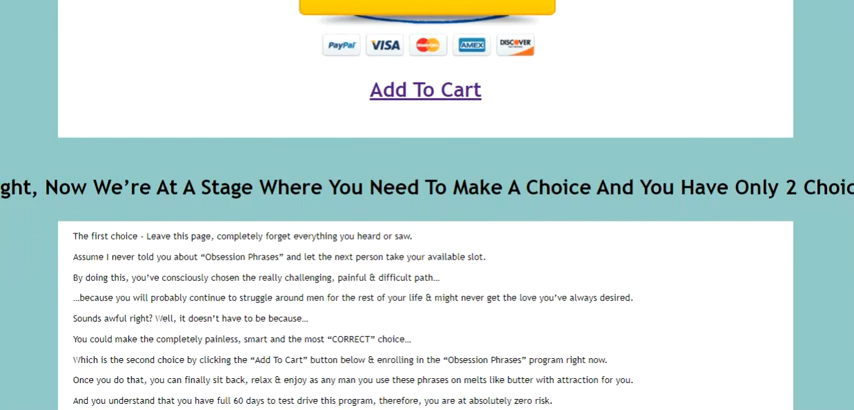 PayPal VISA MasterCard AMEX DISCOVER
Add To Cart
ght, Now We’re At A Stage Where You Need To Make A Choice And You Have Only 2 Choic
The first choice - Leave this page, completely forget everything you heard or saw.
Assume I never told you about “Obsession Phrases” and let the next person take your available slot.
By doing this, you’ve consciously chosen the really challenging, painful & difficult path…
…because you will probably continue to struggle around men for the rest of your life & might never get the love you’ve always desired.
Sounds awful right? Well, it doesn’t have to be because…
You could make the completely painless, smart and the most “CORRECT” choice…
Which is the second choice by clicking the “Add To Cart” button below & enrolling in the “Obsession Phrases” program right now.
Once you do that, you can finally sit back, relax & enjoy as any man you use these phrases on melts like butter with attraction for you.
And you understand that you have full 60 days to test drive this program, therefore, you are at absolutely zero risk.